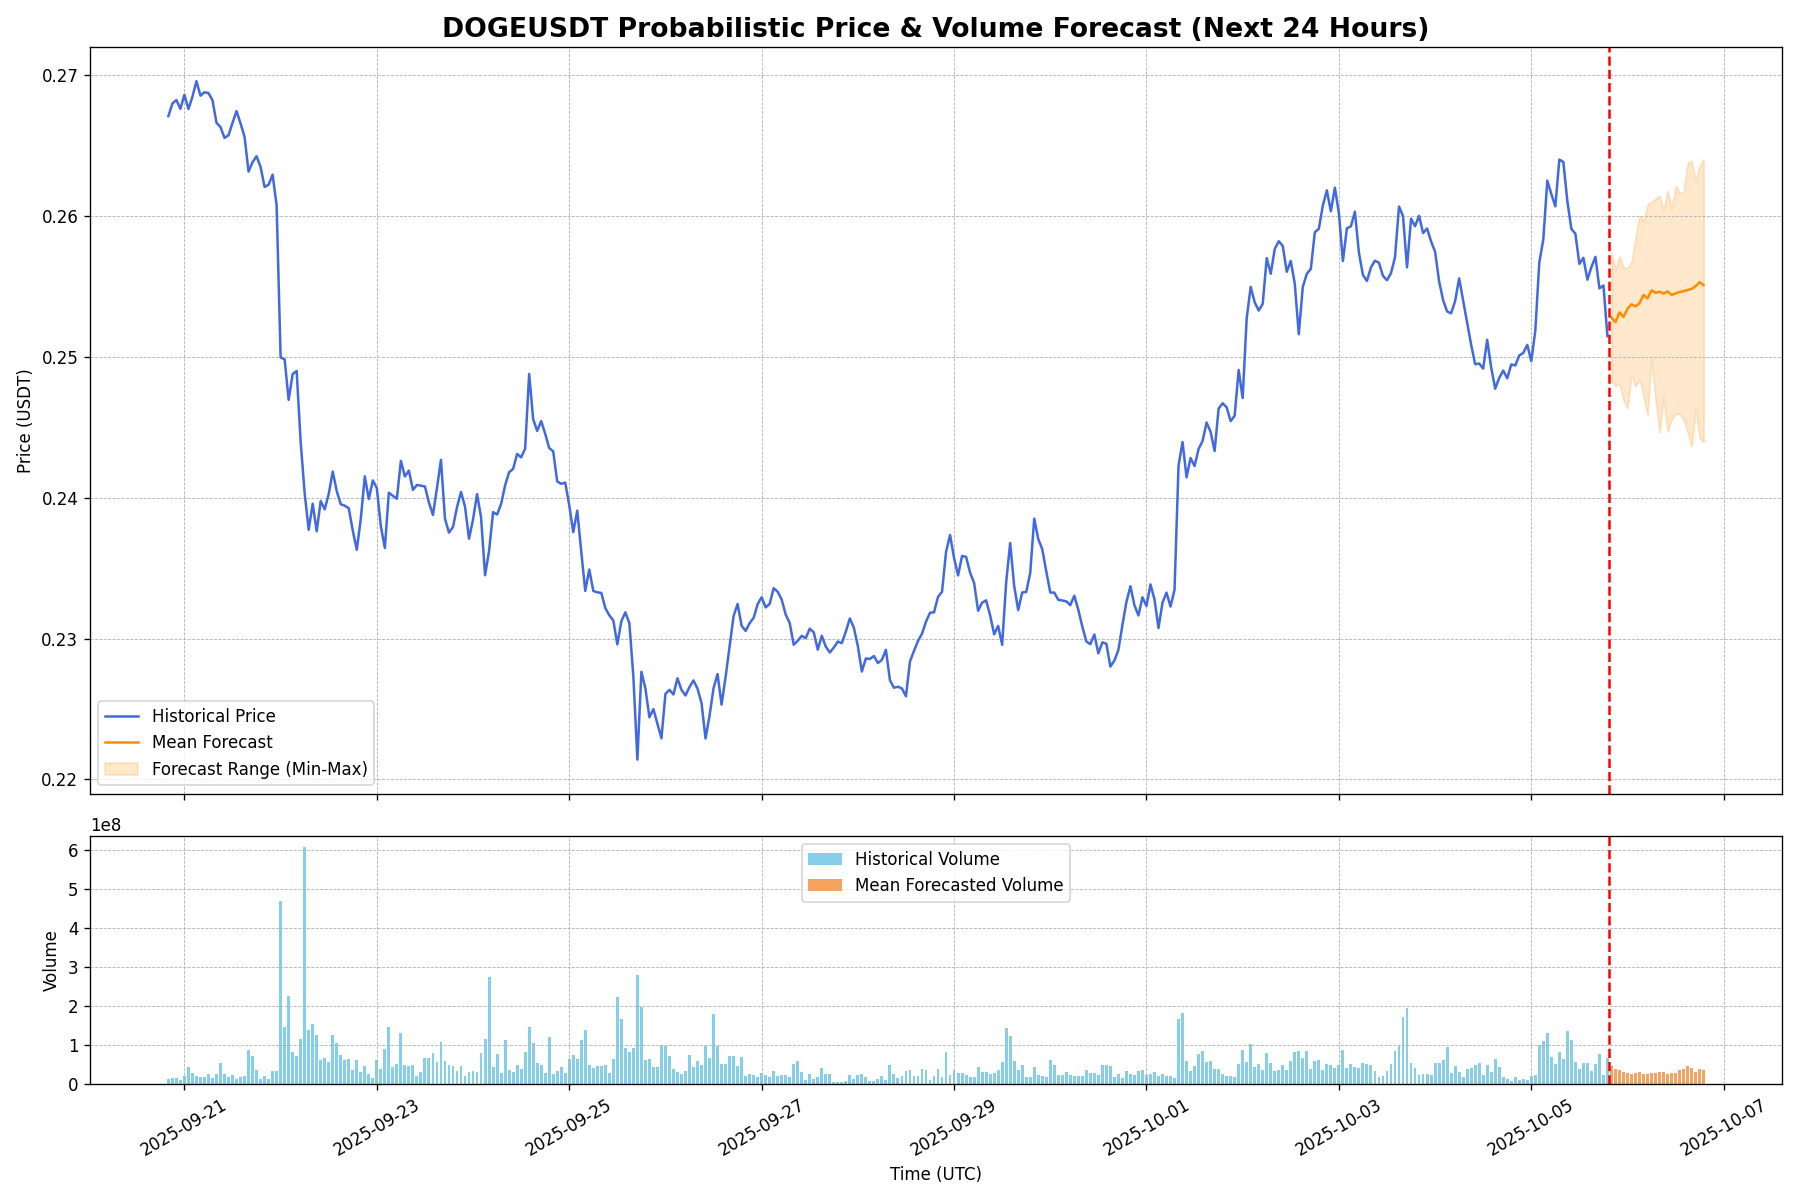 DOGEUSDT Probabilistic Price & Volume Forecast (Next 24 Hours)
0.27
0.26
0.25
0.24
0.23
0.22
Price (USDT)
Historical Price
Mean Forecast
Forecast Range (Min-Max)
1e8
6
5
4
3
2
1
0
Volume
Historical Volume
Mean Forecasted Volume
2025-09-21
2025-09-23
2025-09-25
2025-09-27
2025-09-29
2025-10-01
2025-10-03
2025-10-05
2025-10-07
Time (UTC)